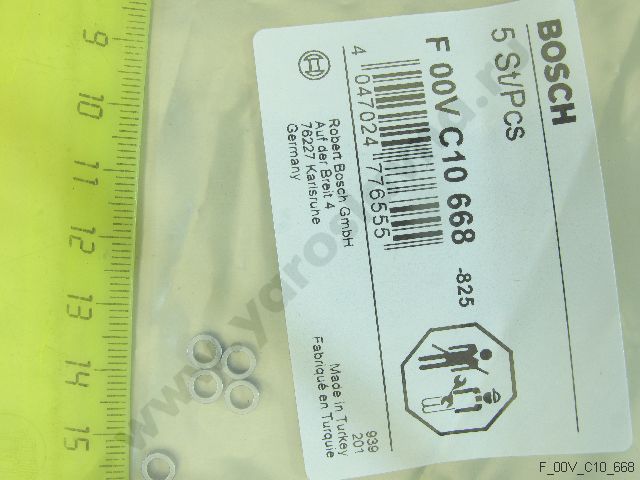 BOSCH
5 St/Pcs
F 00V C10 668
-825
4 047024 776555
Robert Bosch GmbH
Auf der Breit 4
76227 Karlsruhe
Germany
939
201
Made in Turkey
Fabriqué en Turquie
9
10
11
12
13
14
15
F_00V_C10_668